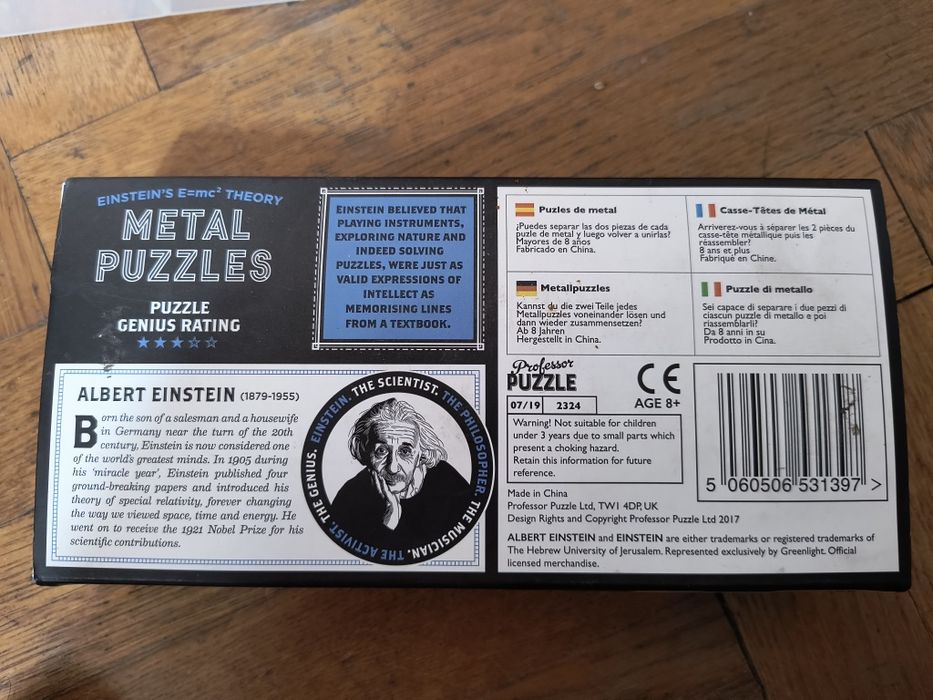 EINSTEIN'S E=mc² THEORY
METAL
PUZZLES
PUZZLE
GENIUS RATING
EINSTEIN BELIEVED THAT
PLAYING INSTRUMENTS,
EXPLORING NATURE AND
INDEED SOLVING
PUZZLES, WERE JUST AS
VALID EXPRESSIONS OF
INTELLECT AS
MEMORISING LINES
FROM A TEXTBOOK.
ALBERT EINSTEIN (1879-1955)
Born the son of a salesman and a housewife
in Germany near the turn of the 20th
century, Einstein is now considered one
of the world's greatest minds. In 1905 during
his 'miracle year', Einstein published four
ground-breaking papers and introduced his
theory of special relativity, forever changing
the way we viewed space, time and energy. He
went on to receive the 1921 Nobel Prize for his
scientific contributions.
EINSTEIN. THE SCIENTIST. THE PHILOSOPHER. THE MUSICIAN. THE ACTIVIST. THE GENIUS.
Puzles de metal
¿Puedes separar las dos piezas de cada
puzle de metal y luego volver a unirlas?
Mayores de 8 años
Fabricado en China.
Casse-Têtes de Métal
Arriverez-vous à séparer les 2 pièces du
casse-tête métallique puis les
réassembler?
8 ans et plus
Fabriqué en Chine.
Metallpuzzles
Kannst du die zwei Teile jedes
Metallpuzzles voneinander lösen und
dann wieder zusammensetzen?
Ab 8 Jahren
Hergestellt in China.
Puzzle di metallo
Sei capace di separare i due pezzi di
ciascun puzzle di metallo e poi
riassemblarli?
Da 8 anni in su
Prodotto in Cina.
Professor
PUZZLE
07/19 2324
CE
AGE 8+
Warning! Not suitable for children
under 3 years due to small parts which
present a choking hazard.
Retain this information for future
reference.
Made in China
Professor Puzzle Ltd, TW1 4DP, UK
Design Rights and Copyright Professor Puzzle Ltd 2017
5 060506 531397 >
ALBERT EINSTEIN and EINSTEIN are either trademarks or registered trademarks of
The Hebrew University of Jerusalem. Represented exclusively by Greenlight. Official
licensed merchandise.